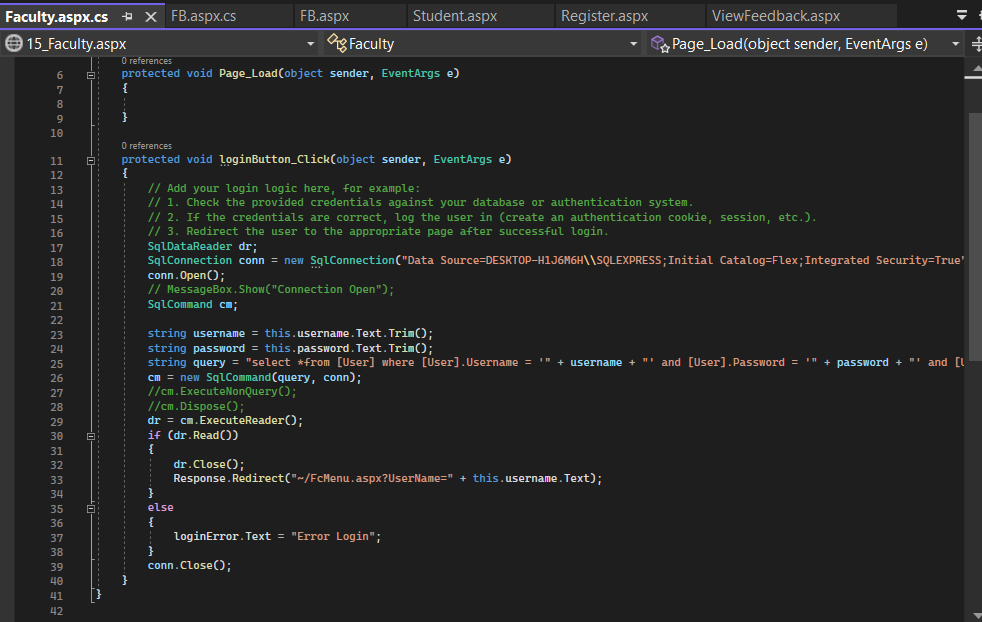 Faculty.aspx.cs FB.aspx.cs FB.aspx Student.aspx Register.aspx ViewFeedback.aspx
15_Faculty.aspx Faculty Page_Load(object sender, EventArgs e)
0 references
6 protected void Page_Load(object sender, EventArgs e)
7 {
8
9 }
10
0 references
11 protected void loginButton_Click(object sender, EventArgs e)
12 {
13 // Add your login logic here, for example:
14 // 1. Check the provided credentials against your database or authentication system.
15 // 2. If the credentials are correct, log the user in (create an authentication cookie, session, etc.).
16 // 3. Redirect the user to the appropriate page after successful login.
17 SqlDataReader dr;
18 SqlConnection conn = new SqlConnection("Data Source=DESKTOP-H1J6M6H\\SQLEXPRESS;Initial Catalog=Flex;Integrated Security=True"
19 conn.Open();
20 // MessageBox.Show("Connection Open");
21 SqlCommand cm;
22
23 string username = this.username.Text.Trim();
24 string password = this.password.Text.Trim();
25 string query = "select *from [User] where [User].Username = '" + username + "' and [User].Password = '" + password + "' and [U
26 cm = new SqlCommand(query, conn);
27 //cm.ExecuteNonQuery();
28 //cm.Dispose();
29 dr = cm.ExecuteReader();
30 if (dr.Read())
31 {
32 dr.Close();
33 Response.Redirect("~/FcMenu.aspx?UserName=" + this.username.Text);
34 }
35 else
36 {
37 loginError.Text = "Error Login";
38 }
39 conn.Close();
40 }
41 }
42